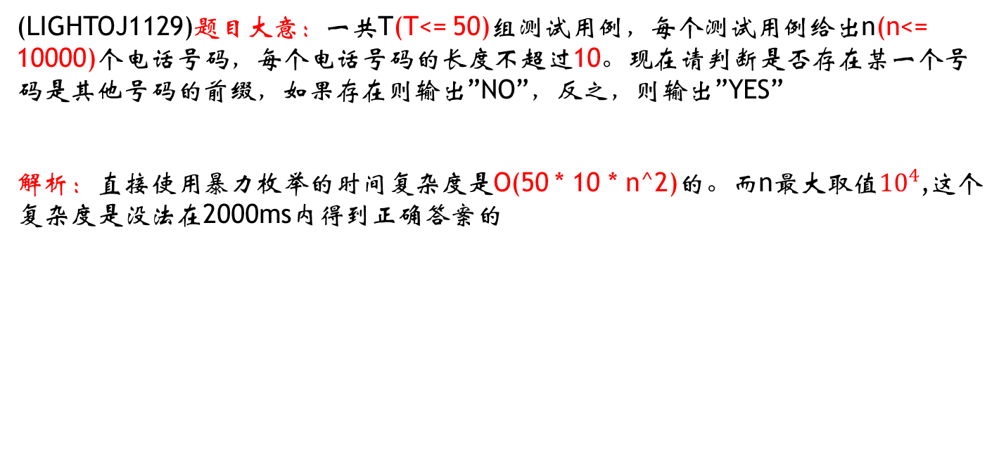 (LIGHTOJ1129)题目大意：一共T(T<= 50)组测试用例，每个测试用例给出n(n<=
10000)个电话号码，每个电话号码的长度不超过10。现在请判断是否存在某一个号
码是其他号码的前缀，如果存在则输出”NO”，反之，则输出”YES”
解析：直接使用暴力枚举的时间复杂度是O(50 * 10 * n^2)的。而n最大取值10⁴,这个
复杂度是没法在2000ms内得到正确答案的